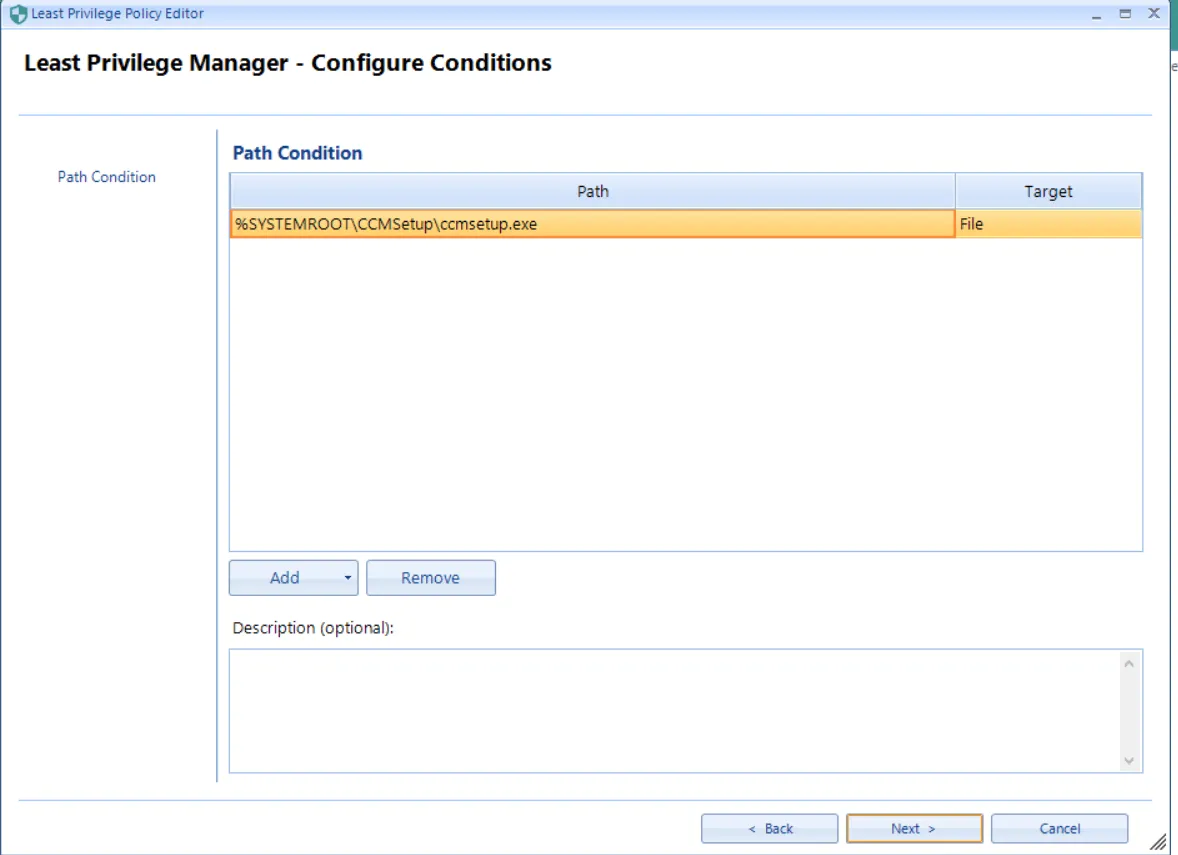 Least Privilege Policy Editor
Least Privilege Manager - Configure Conditions
Path Condition
Path Condition
Path Target
%SYSTEMROOT\CCMSetup\ccmsetup.exe File
Add Remove
Description (optional):
< Back Next > Cancel